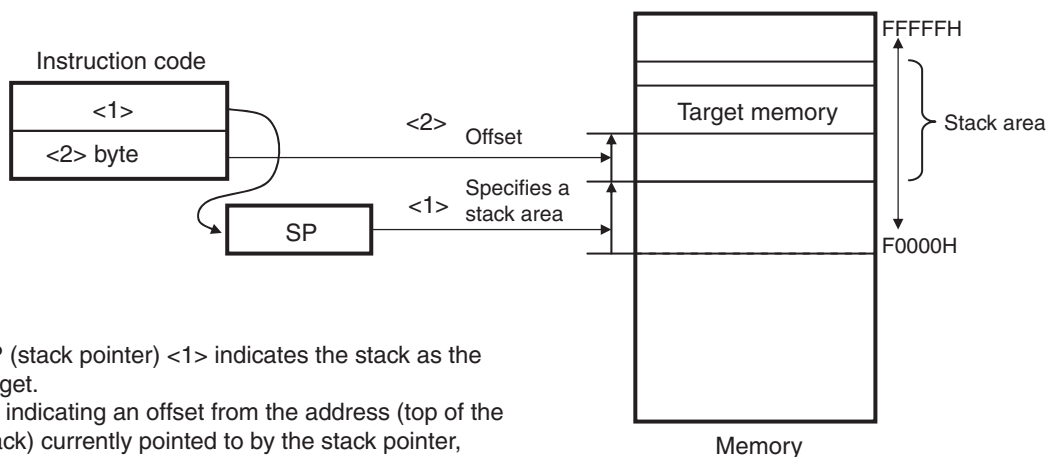 FFFFFH
Instruction code
<1>
<2> byte
<2>
Offset
Target memory
Stack area
Specifies a
<1>
stack area
SP
F0000H
(stack pointer) <1> indicates the stack as the
indicating an offset from the address (top of the
currently pointed to by the stack pointer,
Memory